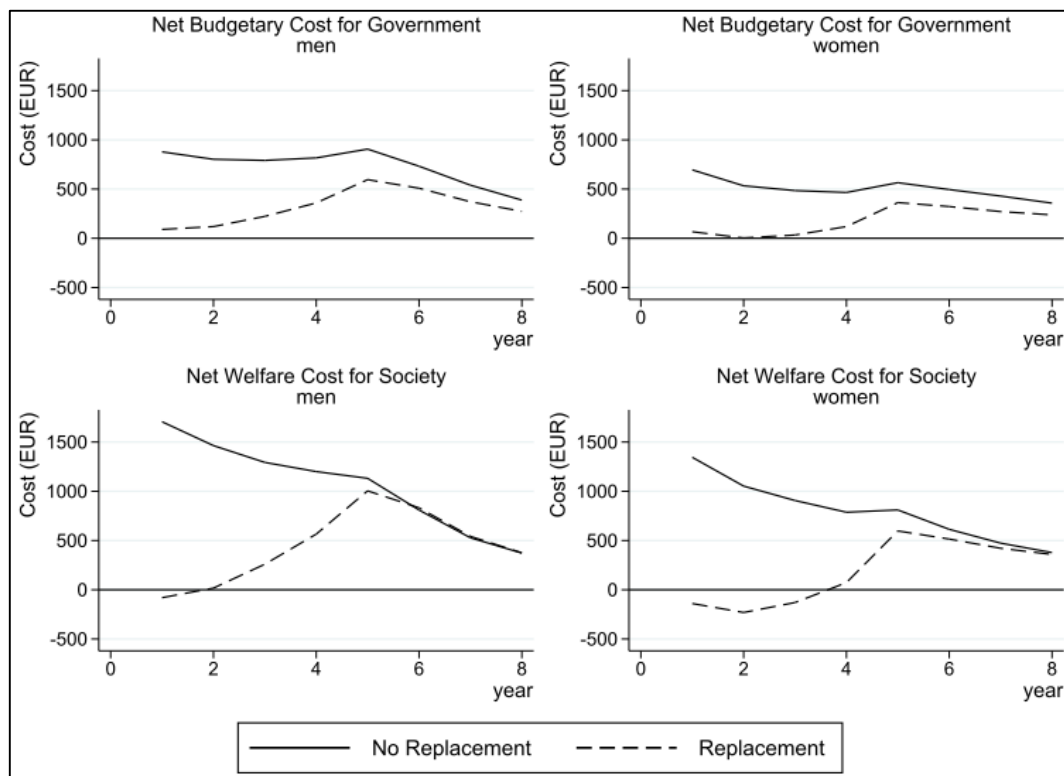 Net Budgetary Cost for Government
men
Cost (EUR)
1500
1000
500
0
-500
0 2 4 6 8
year
Net Budgetary Cost for Government
women
Cost (EUR)
1500
1000
500
0
-500
0 2 4 6 8
year
Net Welfare Cost for Society
men
Cost (EUR)
1500
1000
500
0
-500
0 2 4 6 8
year
Net Welfare Cost for Society
women
Cost (EUR)
1500
1000
500
0
-500
0 2 4 6 8
year
No Replacement Replacement